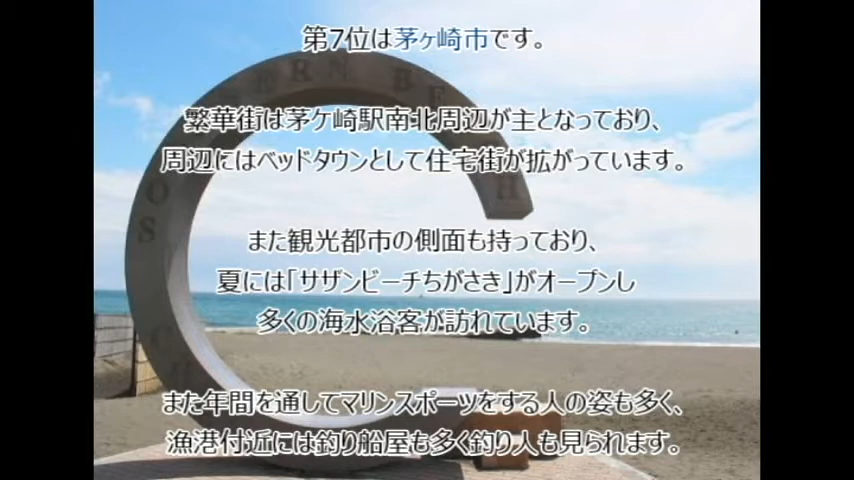 第7位は茅ヶ崎市です。
繁華街は茅ケ崎駅南北周辺が主となっており、
周辺にはベッドタウンとして住宅街が拡がっています。
また観光都市の側面も持っており、
夏には「サザンビーチちがさき」がオープンし
多くの海水浴客が訪れています。
また年間を通してマリンスポーツをする人の姿も多く、
漁港付近には釣り船屋も多く釣り人も見られます。